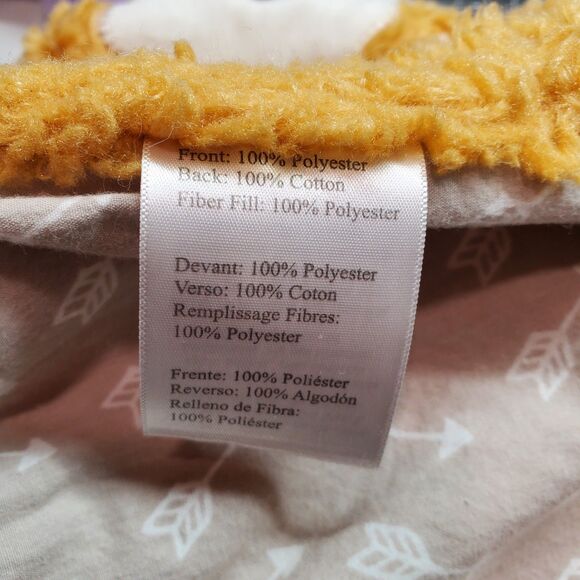 Front: 100% Polyester
Back: 100% Cotton
Fiber Fill: 100% Polyester
Devant: 100% Polyester
Verso: 100% Coton
Remplissage Fibres:
100% Polyester
Frente: 100% Poliéster
Reverso: 100% Algodón
Relleno de Fibra:
100% Poliéster